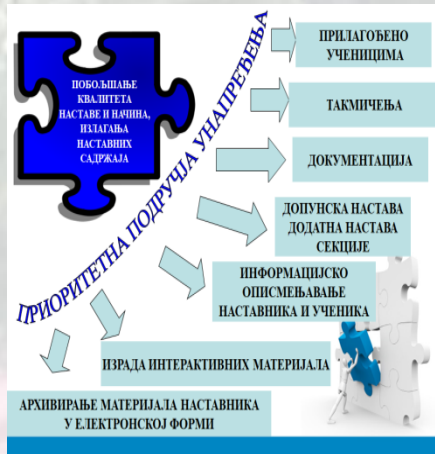 ПОБОЉШАЊЕ
КВАЛИТЕТА
НАСТАВЕ И НАЧИНА,
ИЗЛАГАЊА
НАСТАВНИХ
САДРЖАЈА
ПРИОРИТЕТНА ПОДРУЧЈА УНАПРЕЂЕЊА
ПРИЛАГОЂЕНО
УЧЕНИЦИМА
ТАКМИЧЕЊА
ДОКУМЕНТАЦИЈА
ДОПУНСКА НАСТАВА
ДОДАТНА НАСТАВА
СЕКЦИЈЕ
ИНФОРМАЦИЈСКО
ОПИСМЕЊАВАЊЕ
НАСТАВНИКА И УЧЕНИКА
ИЗРАДА ИНТЕРАКТИВНИХ МАТЕРИЈАЛА
АРХИВИРАЊЕ МАТЕРИЈАЛА НАСТАВНИКА
У ЕЛЕКТРОНСКОЈ ФОРМИ